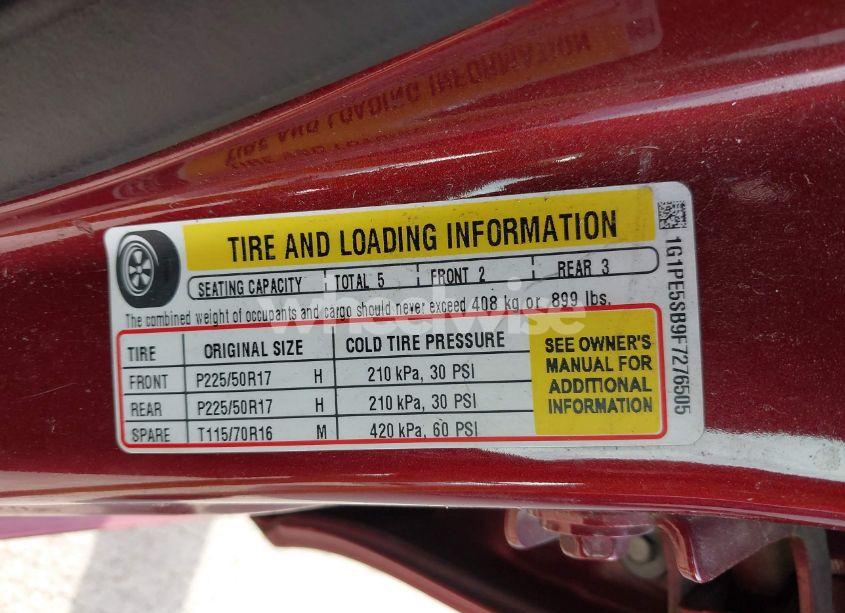 TIRE AND LOADING INFORMATION
SEATING CAPACITY TOTAL 5 FRONT 2 REAR 3
The combined weight of occupants and cargo should never exceed 408 kg or 899 lbs.
TIRE ORIGINAL SIZE COLD TIRE PRESSURE
FRONT P225/50R17 H 210 kPa, 30 PSI
REAR P225/50R17 H 210 kPa, 30 PSI
SPARE T115/70R16 M 420 kPa, 60 PSI
SEE OWNER'S
MANUAL FOR
ADDITIONAL
INFORMATION
1G1PE5SB9F7276505
wheelwise